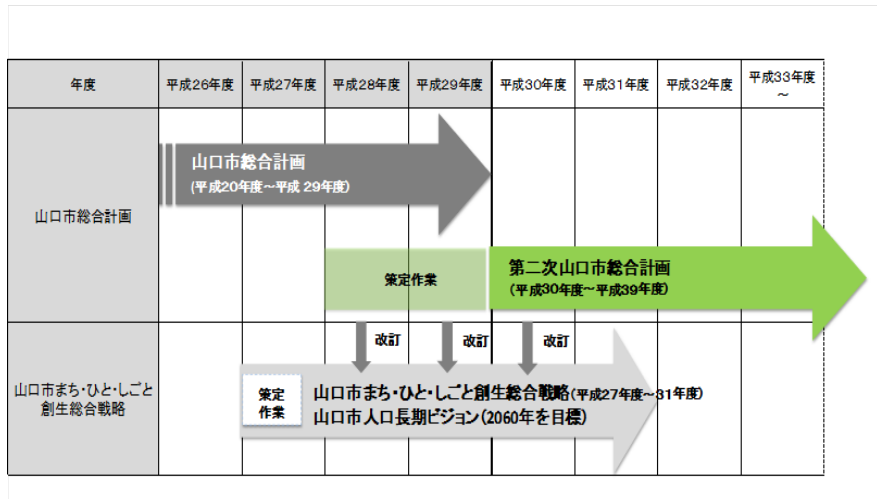 年度
平成26年度
平成27年度
平成28年度
平成29年度
平成30年度
平成31年度
平成32年度
平成33年度
～
山口市総合計画
山口市総合計画
(平成20年度～平成 29年度)
策定作業
第二次山口市総合計画
(平成30年度～平成39年度)
改訂
改訂
改訂
山口市まち・ひと・しごと
創生総合戦略
策定
作業
山口市まち・ひと・しごと創生総合戦略(平成27年度～31年度)
山口市人口長期ビジョン(2060年を目標)